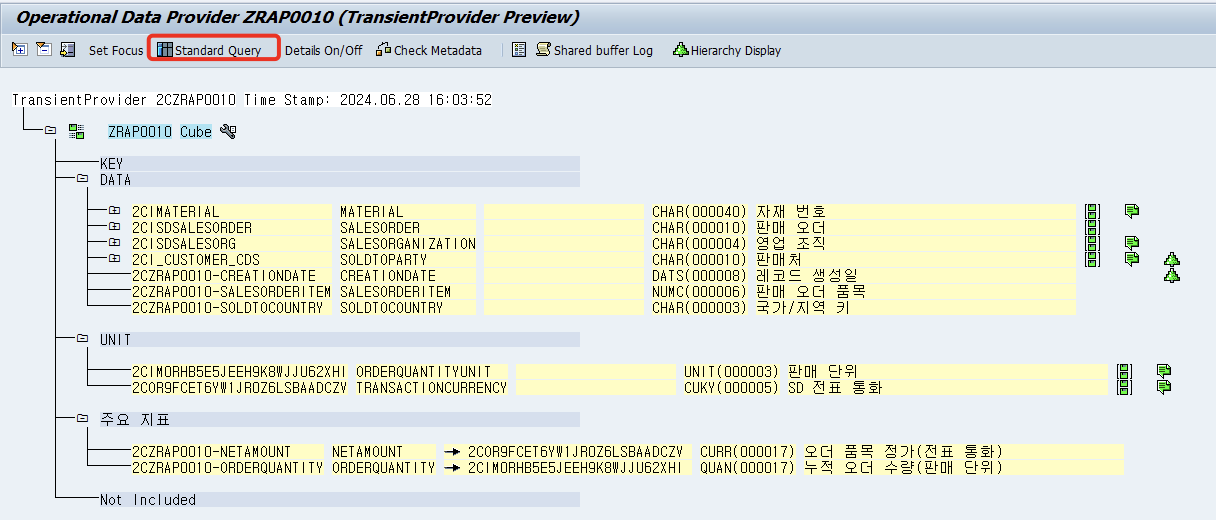 Operational Data Provider ZRAP0010 (TransientProvider Preview)
Set Focus Standard Query Details On/Off Check Metadata Shared buffer Log Hierarchy Display
TransientProvider 2CZRAP0010 Time Stamp: 2024.06.28 16:03:52
ZRAP0010 Cube
KEY
DATA
2CIMATERIAL MATERIAL CHAR(000040) 자재 번호
2CISDSALESORDER SALESORDER CHAR(000010) 판매 오더
2CISDSALESORG SALESORGANIZATION CHAR(000004) 영업 조직
2CI_CUSTOMER_CDS SOLDTOPARTY CHAR(000010) 판매처
2CZRAP0010-CREATIONDATE CREATIONDATE DATS(000008) 레코드 생성일
2CZRAP0010-SALESORDERITEM SALESORDERITEM NUMC(000006) 판매 오더 품목
2CZRAP0010-SOLDTOCOUNTRY SOLDTOCOUNTRY CHAR(000003) 국가/지역 키
UNIT
2CIMORHB5E5JEEH9K8WJJU62XHI ORDERQUANTITYUNIT UNIT(000003) 판매 단위
2COR9FCET6YW1JROZ6LSBAADCZV TRANSACTIONCURRENCY CUKY(000005) SD 전표 통화
주요 지표
2CZRAP0010-NETAMOUNT NETAMOUNT → 2COR9FCET6YW1JROZ6LSBAADCZV CURR(000017) 오더 품목 정가(전표 통화)
2CZRAP0010-ORDERQUANTITY ORDERQUANTITY → 2CIMORHB5E5JEEH9K8WJJU62XHI QUAN(000017) 누적 오더 수량(판매 단위)
Not Included